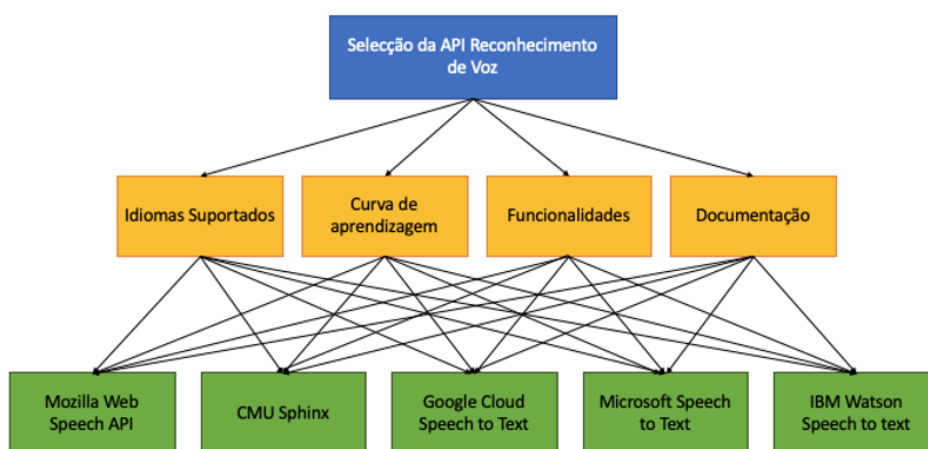 Selecção da API Reconhecimento
de Voz
Idiomas Suportados
Curva de
aprendizagem
Funcionalidades
Documentação
Mozilla Web
Speech API
CMU Sphinx
Google Cloud
Speech to Text
Microsoft Speech
to Text
IBM Watson
Speech to text